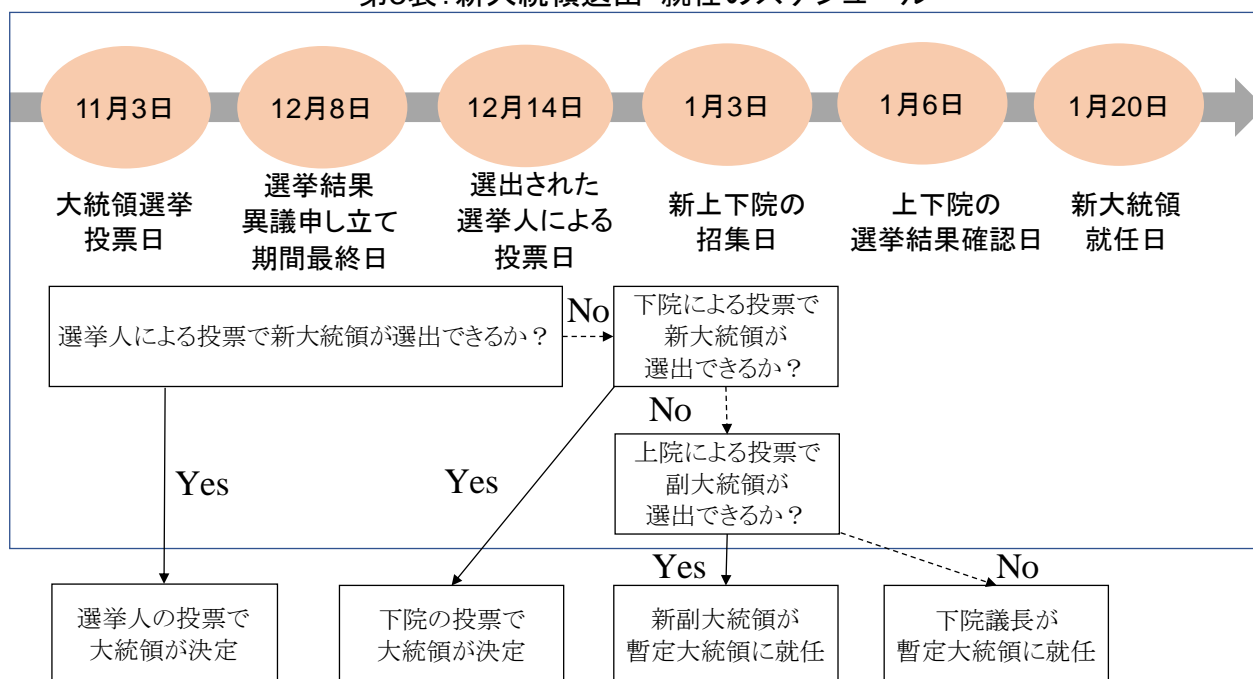 11月3日
12月8日
12月14日
1月3日
1月6日
1月20日
大統領選挙
投票日
選挙結果
異議申し立て
期間最終日
選出された
選挙人による
投票日
新上下院の
招集日
上下院の
選挙結果確認日
新大統領
就任日
選挙人による投票で新大統領が選出できるか？
No
下院による投票で
新大統領が
選出できるか？
No
上院による投票で
副大統領が
選出できるか？
Yes
Yes
Yes
No
選挙人の投票で
大統領が決定
下院の投票で
大統領が決定
新副大統領が
暫定大統領に就任
下院議長が
暫定大統領に就任